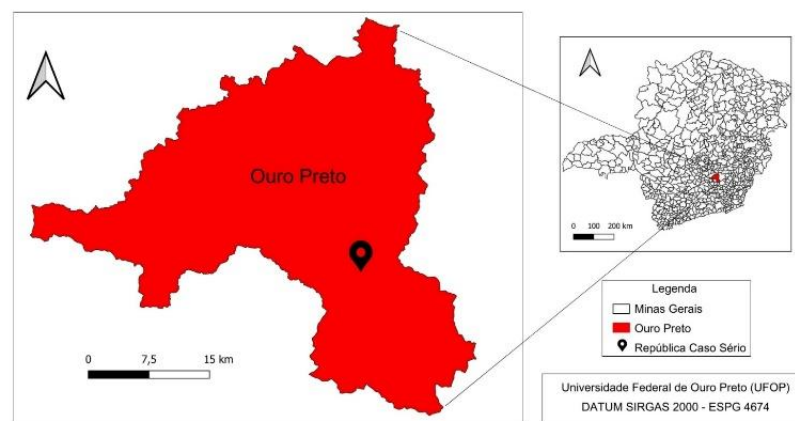 Ouro Preto
0 7,5 15 km
0 100 200 km
Legenda
Minas Gerais
Ouro Preto
República Caso Sério
Universidade Federal de Ouro Preto (UFOP)
DATUM SIRGAS 2000 - ESPG 4674